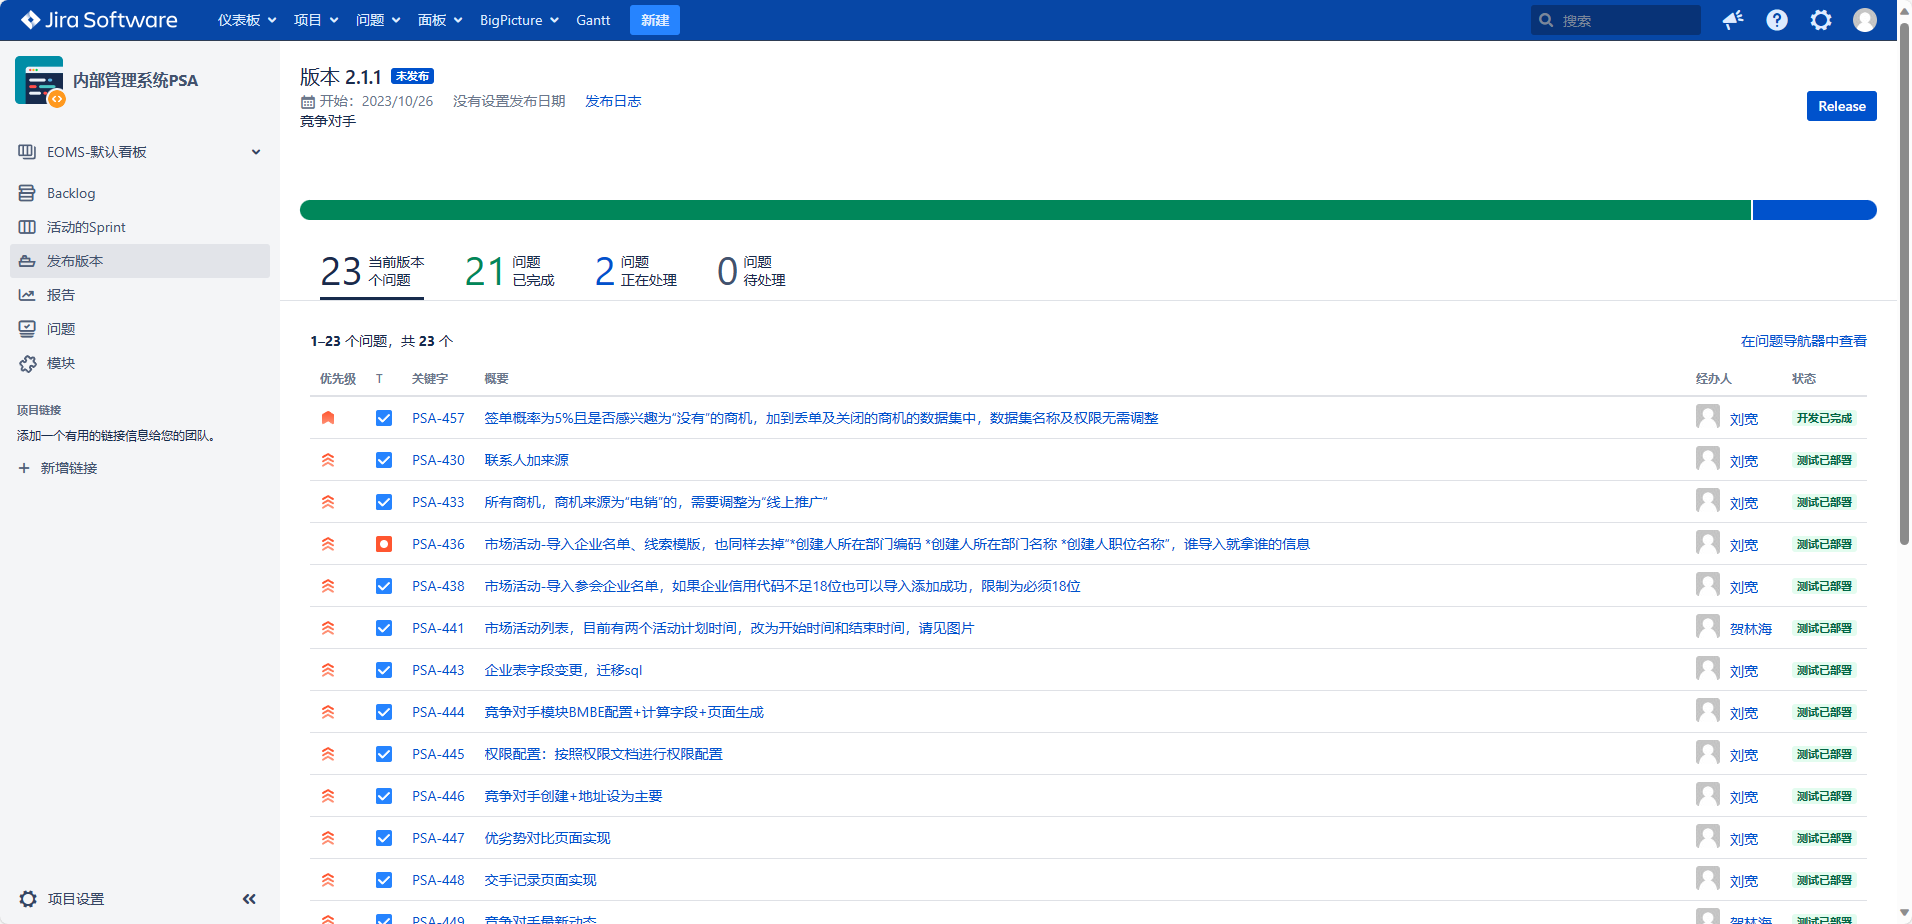 Jira Software 仪表板 项目 问题 面板 BigPicture Gantt 新建 搜索
内部管理系统PSA
EOMS-默认看板
Backlog
活动的Sprint
发布版本
报告
问题
模块
项目链接
添加一个有用的链接信息给您的团队。
+ 新增链接
项目设置
版本 2.1.1 未发布
开始：2023/10/26 没有设置发布日期 发布日志
竞争对手
Release
23 当前版本个问题
21 问题已完成
2 问题正在处理
0 问题待处理
1–23 个问题，共 23 个 在问题导航器中查看
优先级 T 关键字 概要 经办人 状态
PSA-457 签单概率为5%且是否感兴趣为“没有”的商机，加到丢单及关闭的商机的数据集中，数据集名称及权限无需调整 刘宽 开发已完成
PSA-430 联系人加来源 刘宽 测试已部署
PSA-433 所有商机，商机来源为“电销”的，需要调整为“线上推广” 刘宽 测试已部署
PSA-436 市场活动-导入企业名单、线索模版，也同样去掉“*创建人所在部门编码 *创建人所在部门名称 *创建人职位名称”，谁导入就拿谁的信息 刘宽 测试已部署
PSA-438 市场活动-导入参会企业名单，如果企业信用代码不足18位也可以导入添加成功，限制为必须18位 刘宽 测试已部署
PSA-441 市场活动列表，目前有两个活动计划时间，改为开始时间和结束时间，请见图片 贺林海 测试已部署
PSA-443 企业表字段变更，迁移sql 刘宽 测试已部署
PSA-444 竞争对手模块BMBE配置+计算字段+页面生成 刘宽 测试已部署
PSA-445 权限配置：按照权限文档进行权限配置 刘宽 测试已部署
PSA-446 竞争对手创建+地址设为主要 刘宽 测试已部署
PSA-447 优劣势对比页面实现 刘宽 测试已部署
PSA-448 交手记录页面实现 刘宽 测试已部署
PSA-449 竞争对手最新动态 贺林海 测试已部署